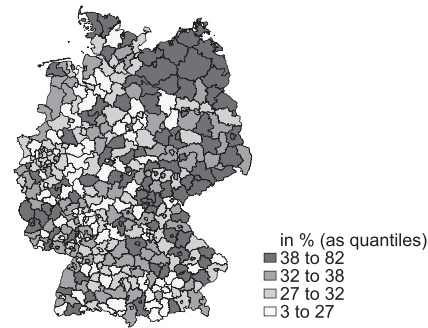 in % (as quantiles)
38 to 82
32 to 38
27 to 32
3 to 27